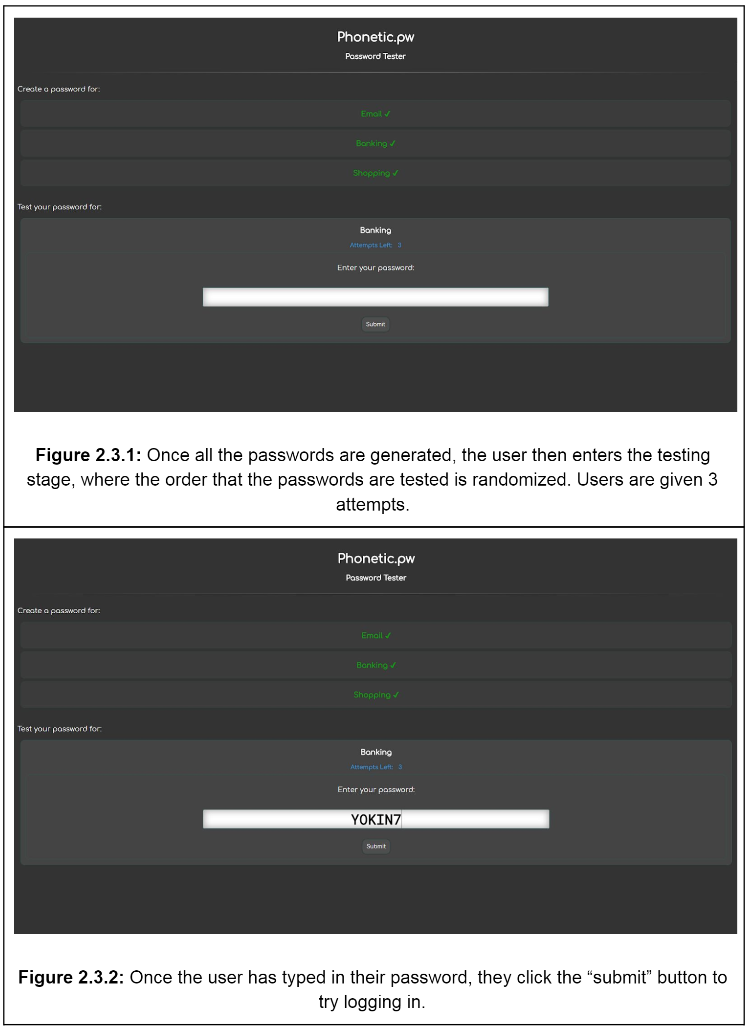 Phonetic.pw
Password Tester
Create a password for:
Email ✓
Banking ✓
Shopping ✓
Test your password for:
Banking
Attempts Left: 3
Enter your password:
Submit
Figure 2.3.1: Once all the passwords are generated, the user then enters the testing
stage, where the order that the passwords are tested is randomized. Users are given 3
attempts.
Phonetic.pw
Password Tester
Create a password for:
Email ✓
Banking ✓
Shopping ✓
Test your password for:
Banking
Attempts Left: 3
Enter your password:
YOKIN7
Submit
Figure 2.3.2: Once the user has typed in their password, they click the “submit” button to
try logging in.